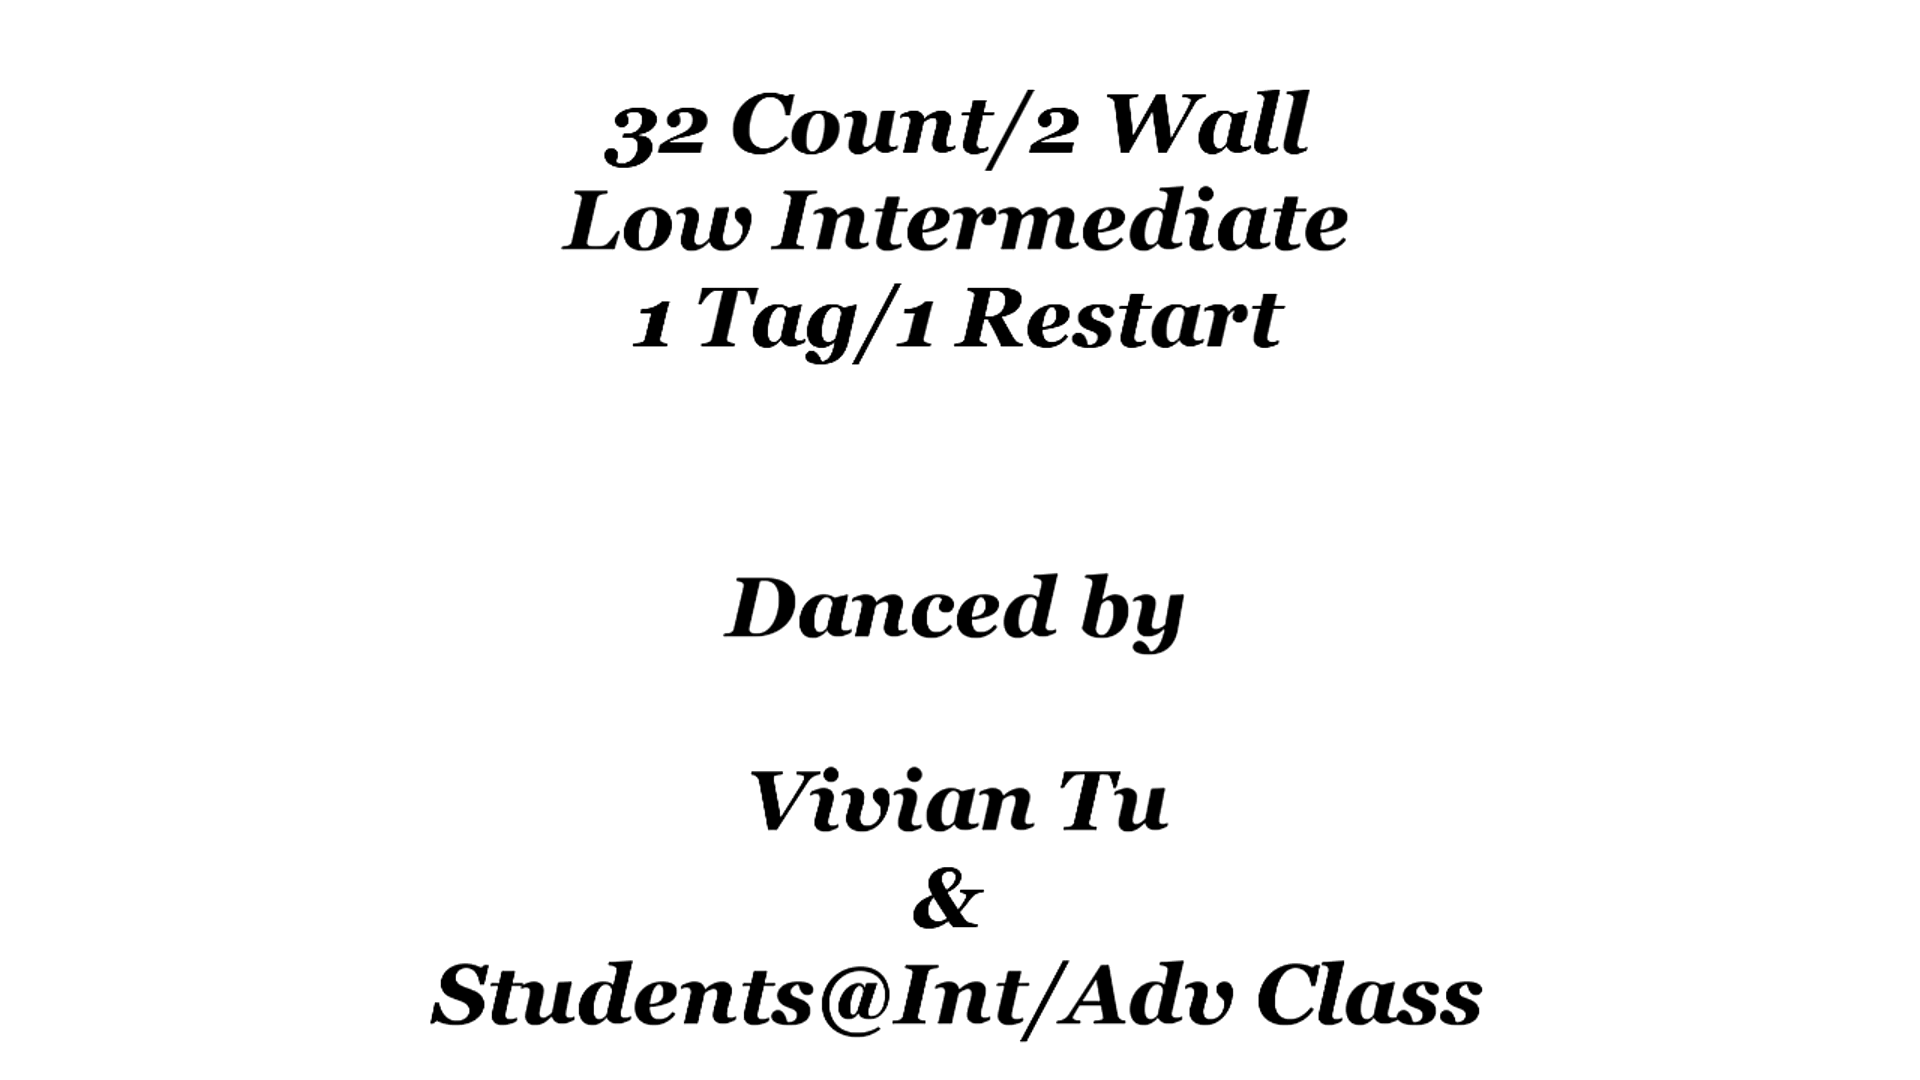 32 Count/2 Wall
Low Intermediate
1 Tag/1 Restart
Danced by
Vivian Tu
&
Students@Int/Adv Class